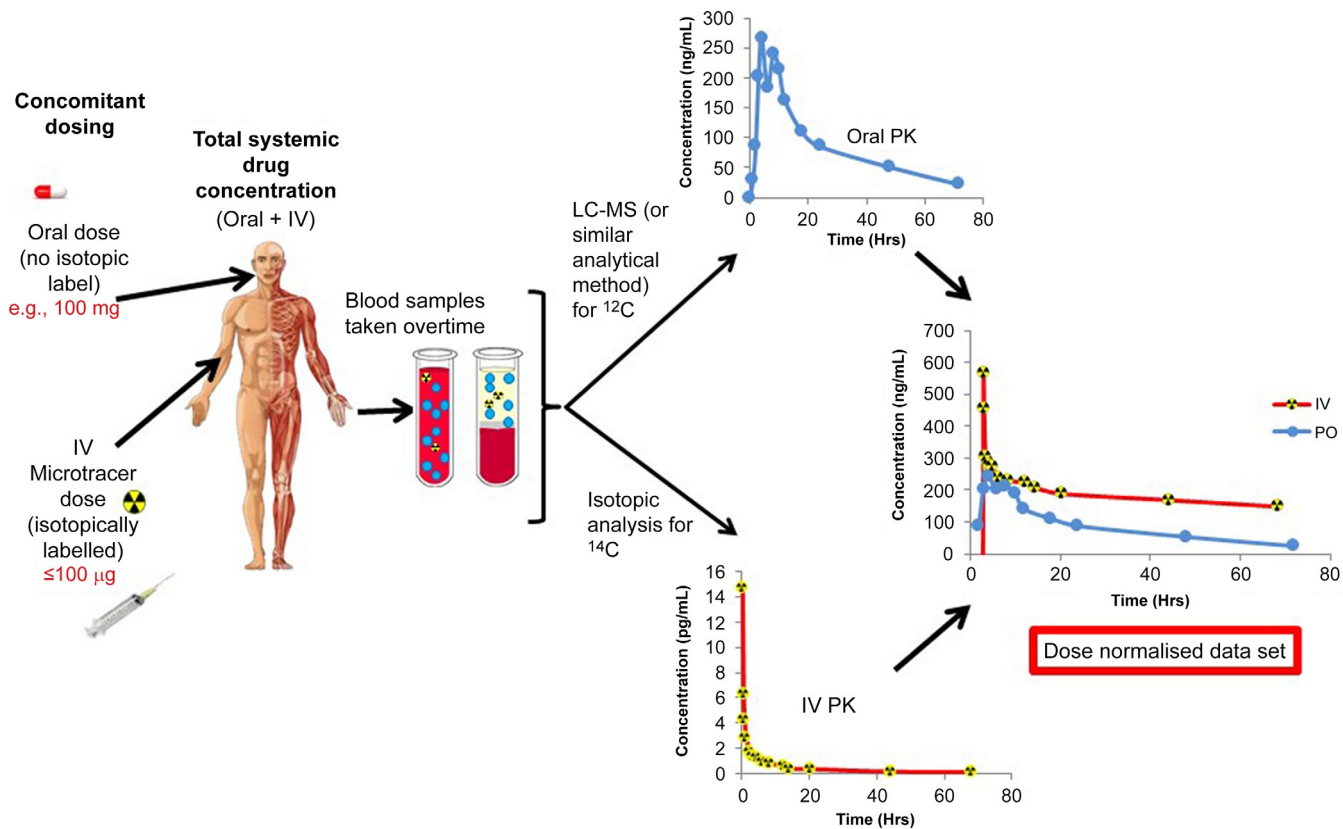 Concomitant
dosing
Oral dose
(no isotopic
label)
e.g., 100 mg
IV
Microtracer
dose
(isotopically
labelled)
≤100 μg
Total systemic
drug
concentration
(Oral + IV)
Blood samples
taken overtime
LC-MS (or
similar
analytical
method)
for ¹²C
Isotopic
analysis for
¹⁴C
Concentration (ng/mL)
300
250
200
150
100
50
0
0 20 40 60 80
Time (Hrs)
Oral PK
Concentration (pg/mL)
16
14
12
10
8
6
4
2
0
0 20 40 60 80
Time (Hrs)
IV PK
Concentration (ng/mL)
700
600
500
400
300
200
100
0
0 20 40 60 80
Time (Hrs)
IV
PO
Dose normalised data set